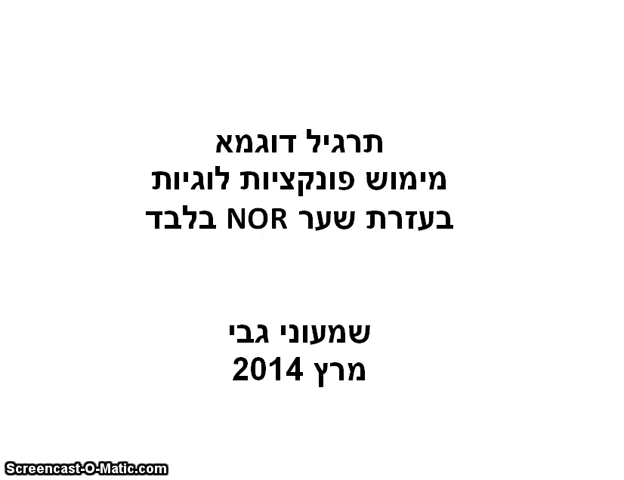 תרגיל דוגמא
מימוש פונקציות לוגיות
בעזרת שער NOR בלבד
שמעוני גבי
מרץ 2014
Screencast-O-Matic.com